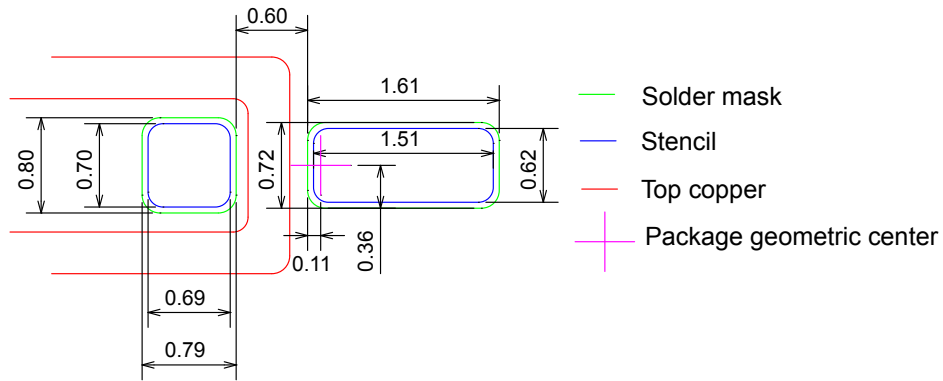 0.60
1.61
1.51
0.80
0.70
0.72
0.62
0.11
0.36
0.69
0.79
Solder mask
Stencil
Top copper
Package geometric center